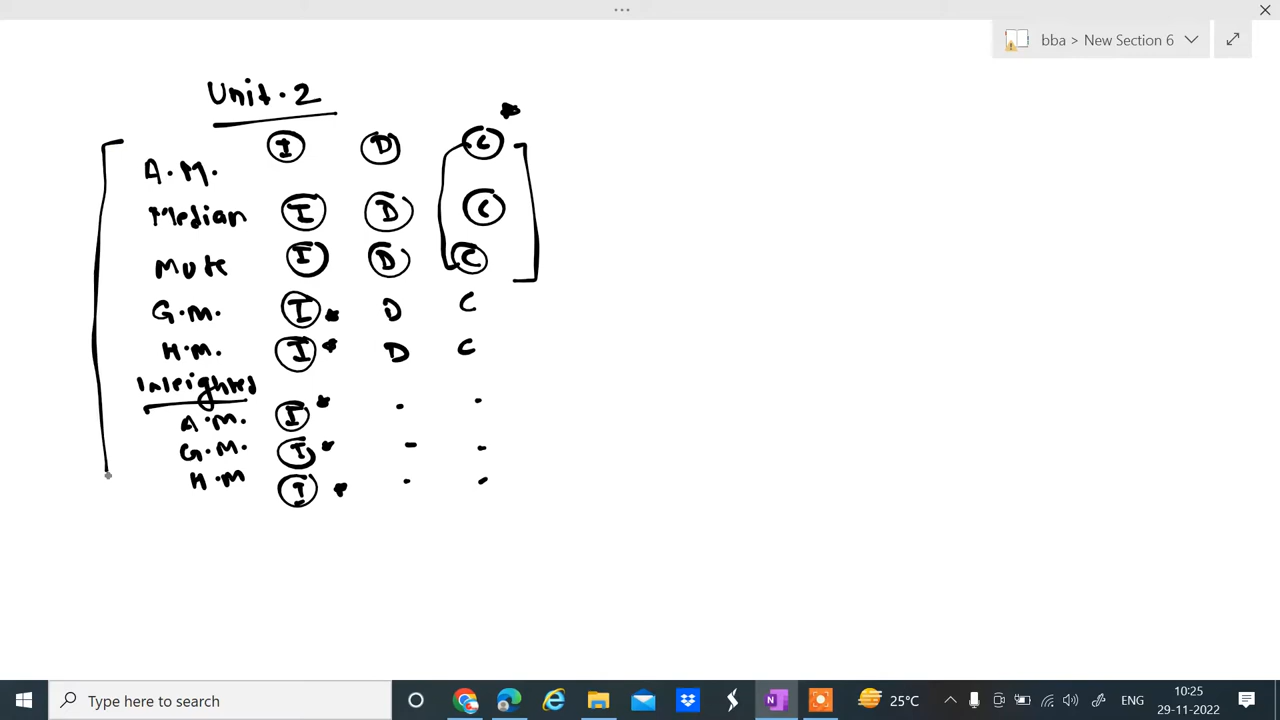 bba > New Section 6
Unit-2
A.M. I D C
Median I D C
Mute I D C
G.M. I D C
H.M. I D C
Weighted
A.M. I
G.M. I
H.M I
Type here to search
25°C
ENG
10:25
29-11-2022